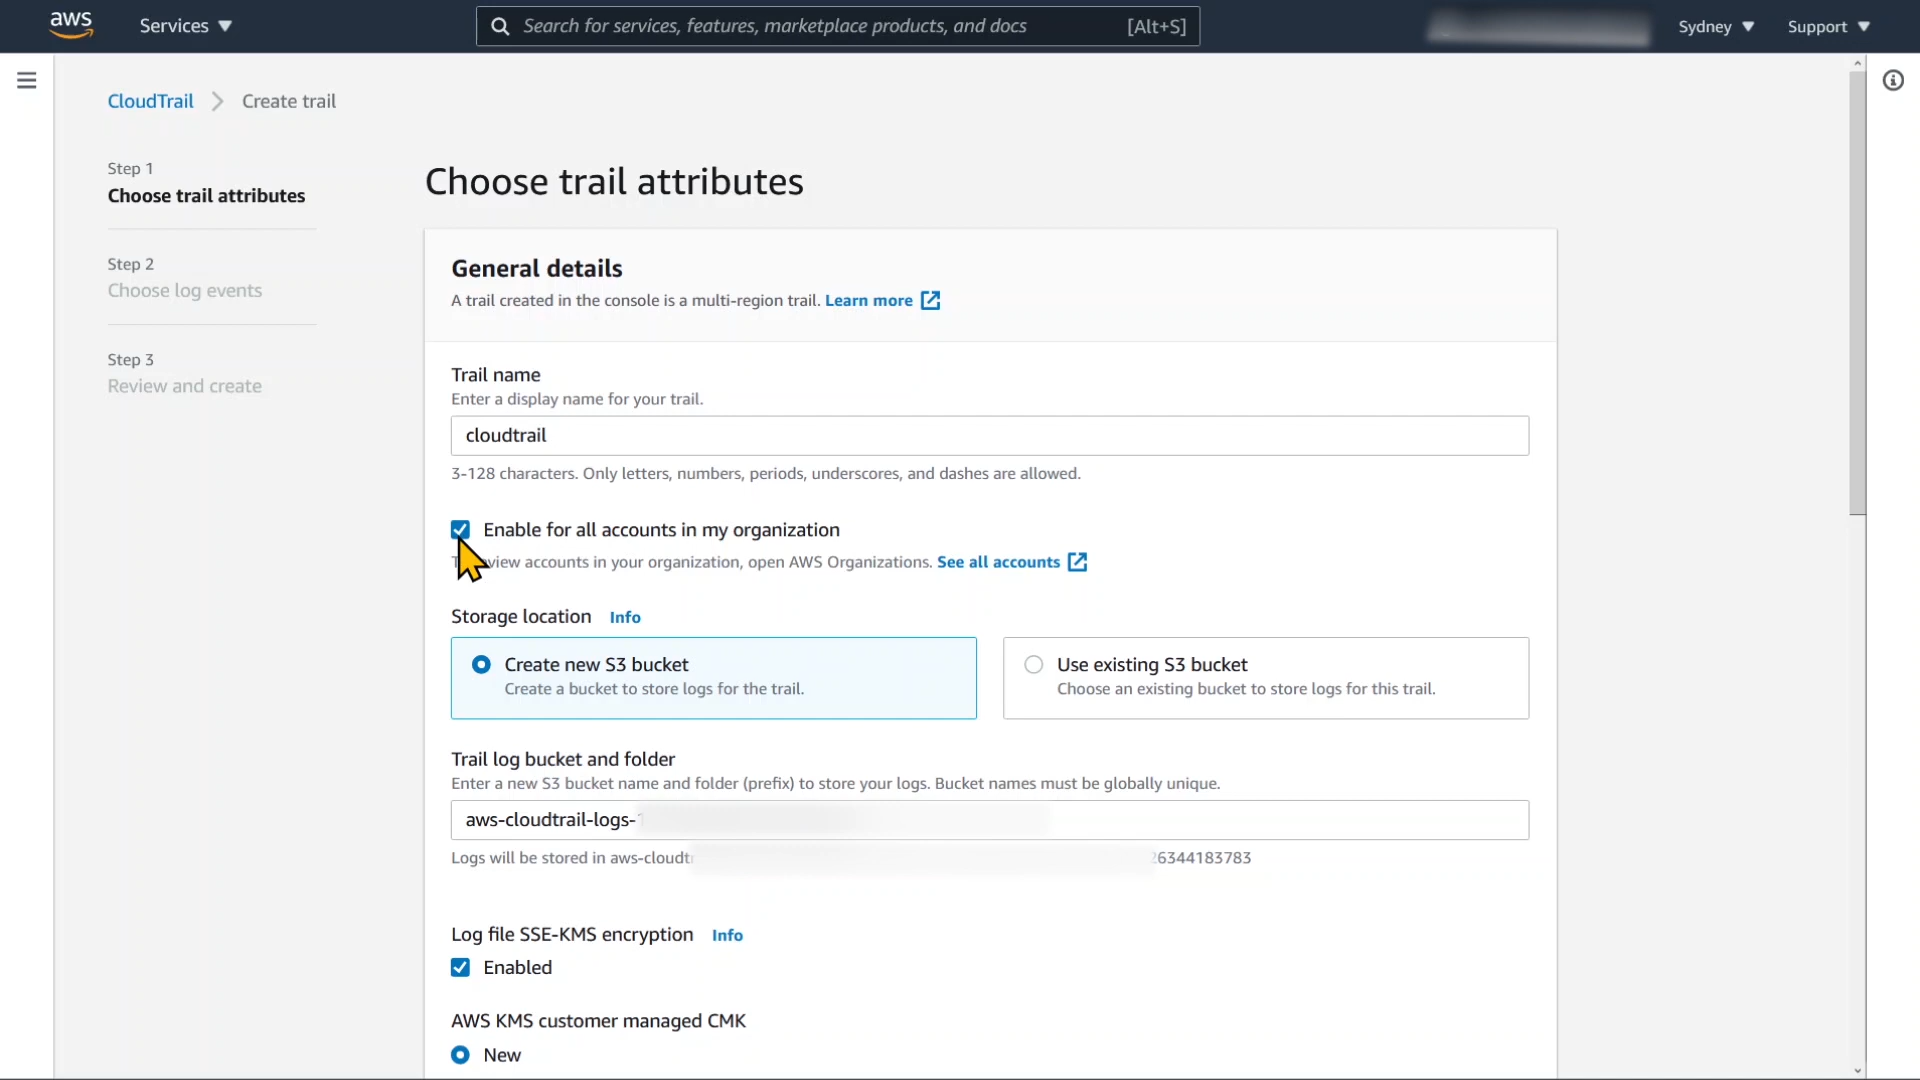 aws
Services
Search for services, features, marketplace products, and docs
[Alt+S]
Sydney
Support
CloudTrail
Create trail
Step 1
Choose trail attributes
Step 2
Choose log events
Step 3
Review and create
Choose trail attributes
General details
A trail created in the console is a multi-region trail. Learn more
Trail name
Enter a display name for your trail.
cloudtrail
3-128 characters. Only letters, numbers, periods, underscores, and dashes are allowed.
Enable for all accounts in my organization
view accounts in your organization, open AWS Organizations. See all accounts
Storage location Info
Create new S3 bucket
Create a bucket to store logs for the trail.
Use existing S3 bucket
Choose an existing bucket to store logs for this trail.
Trail log bucket and folder
Enter a new S3 bucket name and folder (prefix) to store your logs. Bucket names must be globally unique.
aws-cloudtrail-logs-
Logs will be stored in aws-cloudt 26344183783
Log file SSE-KMS encryption Info
Enabled
AWS KMS customer managed CMK
New